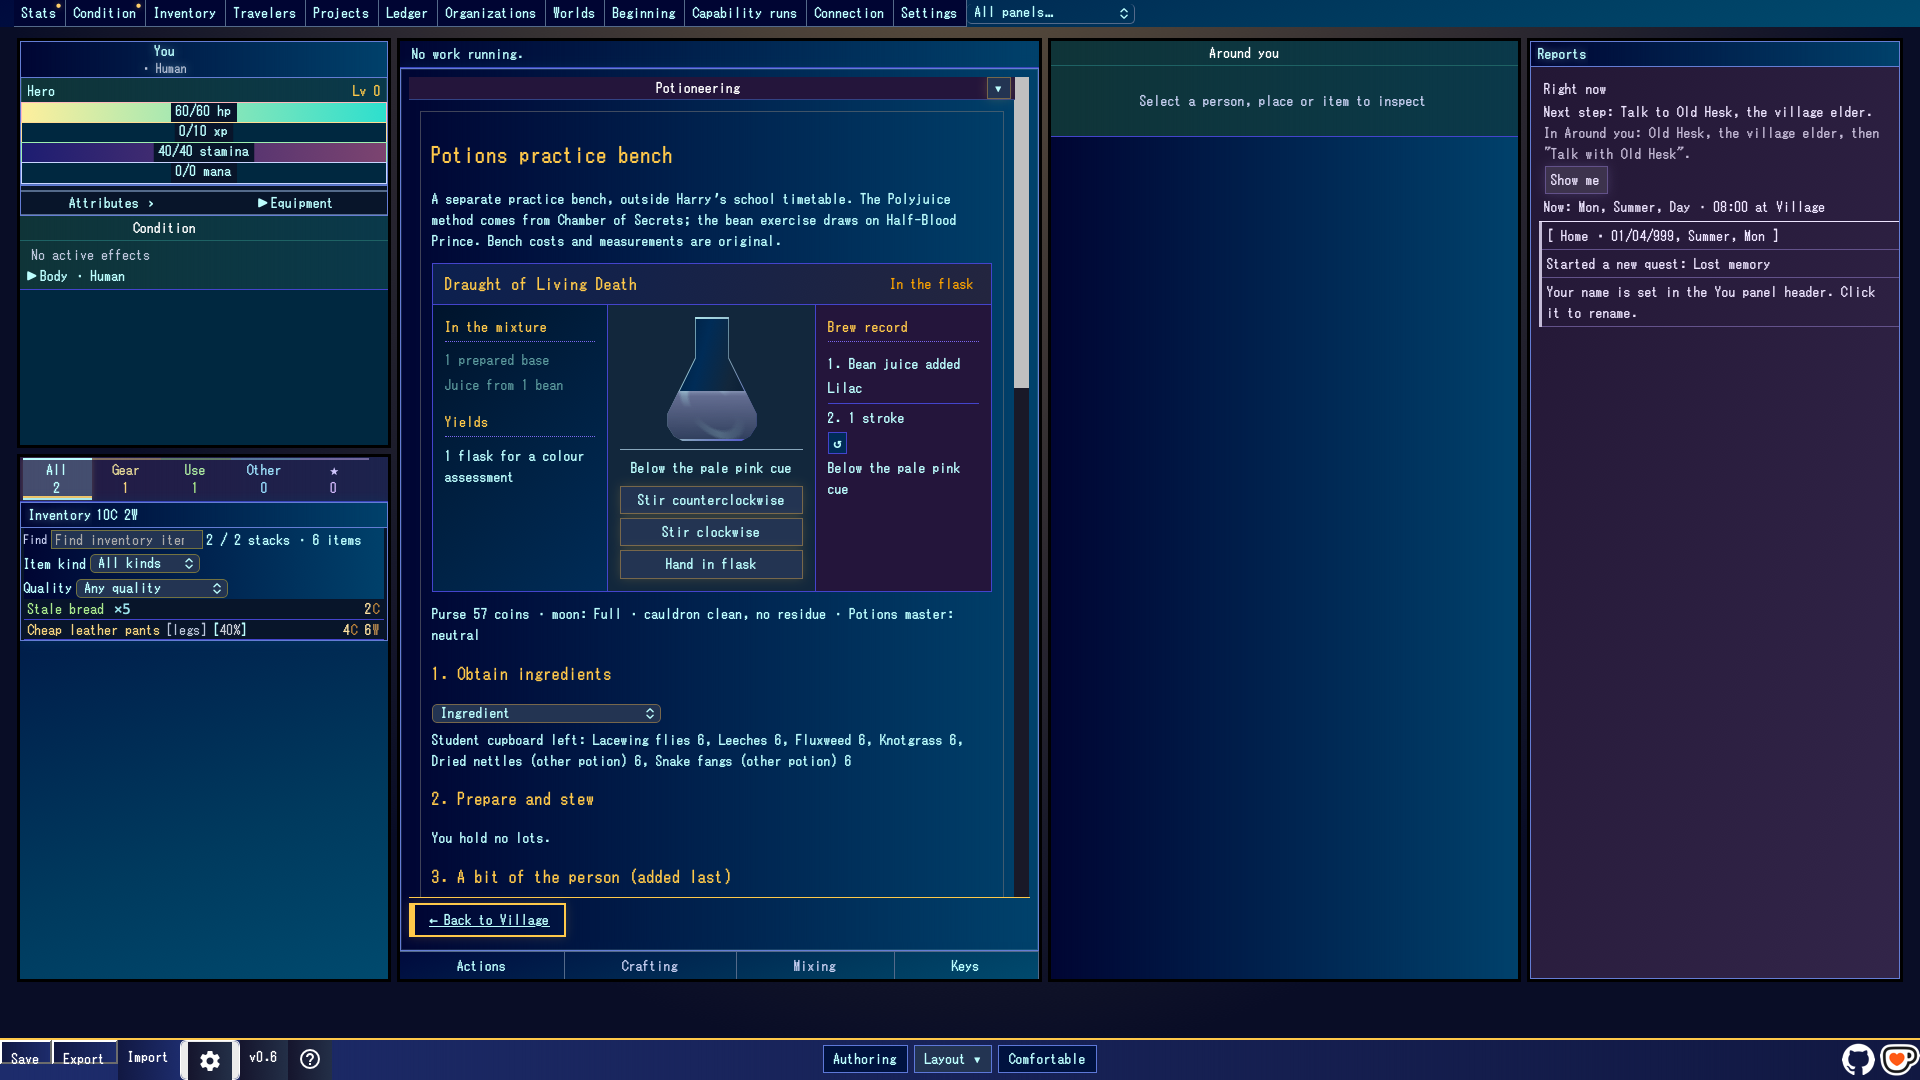 Stats
Condition
Inventory
Travelers
Projects
Ledger
Organizations
Worlds
Beginning
Capability runs
Connection
Settings
All panels…
You
· Human
Hero
Lv 0
60/60 hp
0/10 xp
40/40 stamina
0/0 mana
Attributes ›
▶Equipment
Condition
No active effects
▶Body · Human
All
2
Gear
1
Use
1
Other
0
★
0
Inventory 10C 2W
Find
Find inventory iter
2 / 2 stacks · 6 items
Item kind
All kinds
Quality
Any quality
Stale bread ×5
2C
Cheap leather pants [legs] [40%]
4C 6W
No work running.
Potioneering
▼
Potions practice bench
A separate practice bench, outside Harry's school timetable. The Polyjuice
method comes from Chamber of Secrets; the bean exercise draws on Half-Blood
Prince. Bench costs and measurements are original.
Draught of Living Death
In the flask
In the mixture
1 prepared base
Juice from 1 bean
Yields
1 flask for a colour
assessment
Below the pale pink cue
Stir counterclockwise
Stir clockwise
Hand in flask
Brew record
1. Bean juice added
Lilac
2. 1 stroke
↺
Below the pale pink
cue
Purse 57 coins · moon: Full · cauldron clean, no residue · Potions master:
neutral
1. Obtain ingredients
Ingredient
Student cupboard left: Lacewing flies 6, Leeches 6, Fluxweed 6, Knotgrass 6,
Dried nettles (other potion) 6, Snake fangs (other potion) 6
2. Prepare and stew
You hold no lots.
3. A bit of the person (added last)
← Back to Village
Actions
Crafting
Mixing
Keys
Around you
Select a person, place or item to inspect
Reports
Right now
Next step: Talk to Old Hesk, the village elder.
In Around you: Old Hesk, the village elder, then
"Talk with Old Hesk".
Show me
Now: Mon, Summer, Day · 08:00 at Village
[ Home · 01/04/999, Summer, Mon ]
Started a new quest: Lost memory
Your name is set in the You panel header. Click
it to rename.
Save
Export
Import
v0.6
Authoring
Layout ▼
Comfortable